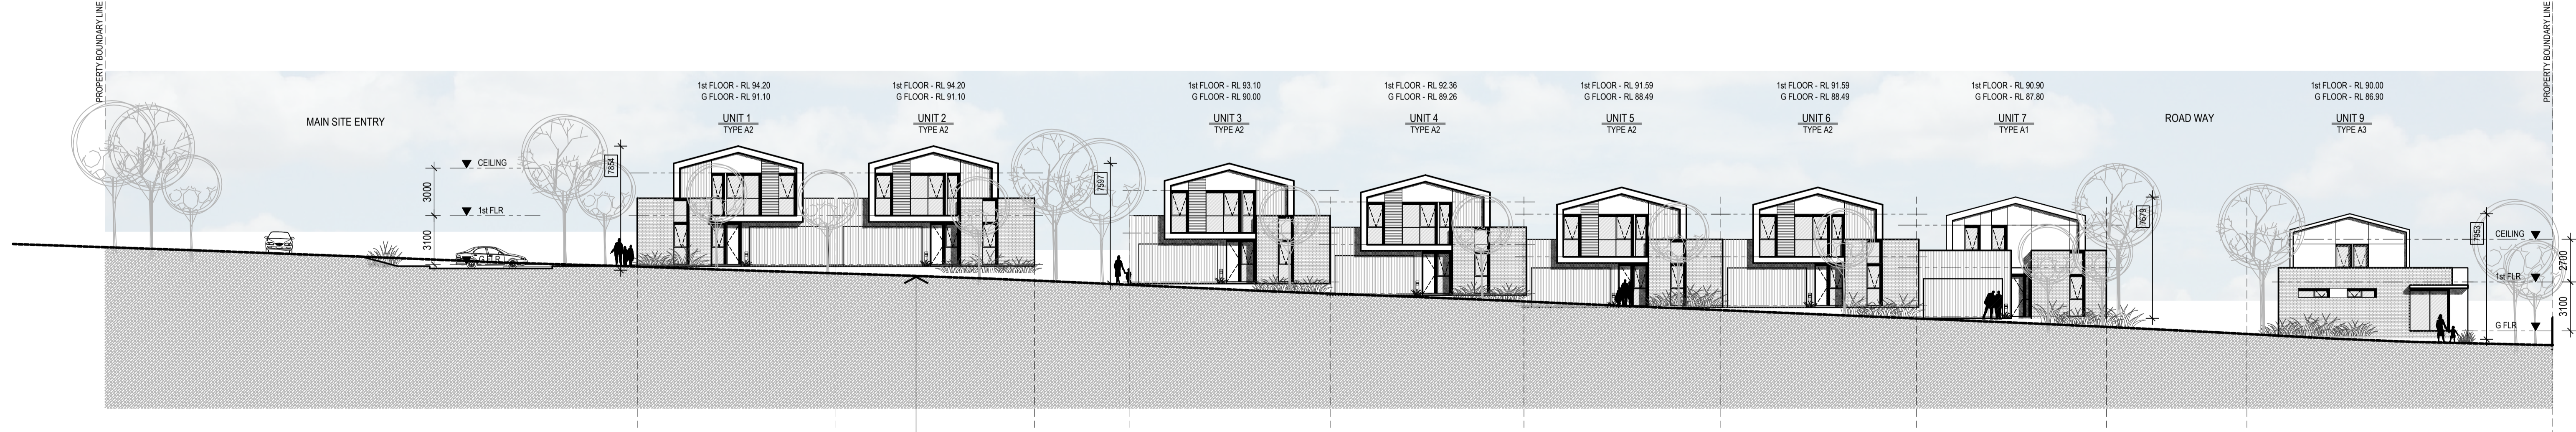 PROPERTY BOUNDARY LINE
MAIN SITE ENTRY
CEILING
3000
1st FLR
3100
G FLR
7854
1st FLOOR - RL 94.20
G FLOOR - RL 91.10
UNIT 1
TYPE A2
1st FLOOR - RL 94.20
G FLOOR - RL 91.10
UNIT 2
TYPE A2
7597
1st FLOOR - RL 93.10
G FLOOR - RL 90.00
UNIT 3
TYPE A2
1st FLOOR - RL 92.36
G FLOOR - RL 89.26
UNIT 4
TYPE A2
1st FLOOR - RL 91.59
G FLOOR - RL 88.49
UNIT 5
TYPE A2
1st FLOOR - RL 91.59
G FLOOR - RL 88.49
UNIT 6
TYPE A2
1st FLOOR - RL 90.90
G FLOOR - RL 87.80
UNIT 7
TYPE A1
7679
ROAD WAY
1st FLOOR - RL 90.00
G FLOOR - RL 86.90
UNIT 9
TYPE A3
7953
CEILING
2700
1st FLR
3100
G FLR
PROPERTY BOUNDARY LINE